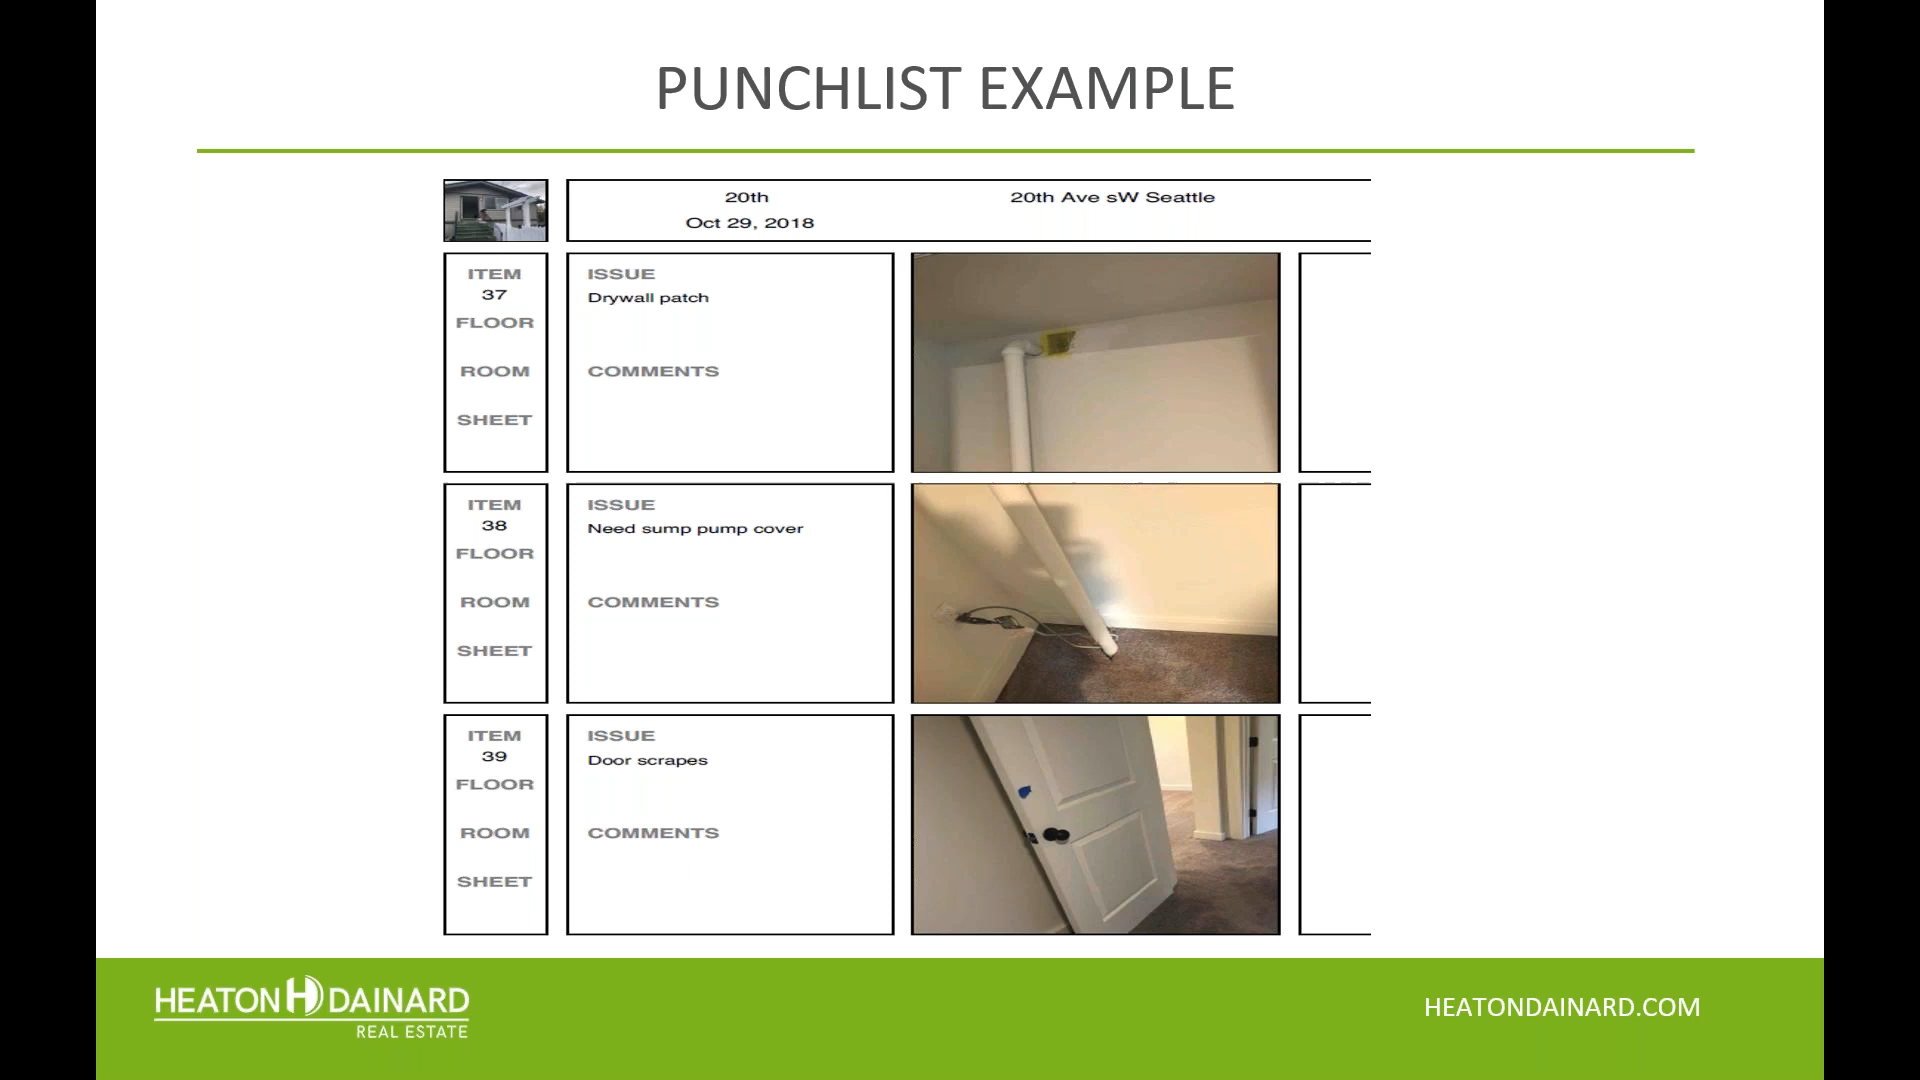 PUNCHLIST EXAMPLE
20th
20th Ave sW Seattle
Oct 29, 2018
ITEM
37
FLOOR
ROOM
SHEET
ISSUE
Drywall patch
COMMENTS
ITEM
38
FLOOR
ROOM
SHEET
ISSUE
Need sump pump cover
COMMENTS
ITEM
39
FLOOR
ROOM
SHEET
ISSUE
Door scrapes
COMMENTS
HEATON H DAINARD
REAL ESTATE
HEATONDAINARD.COM